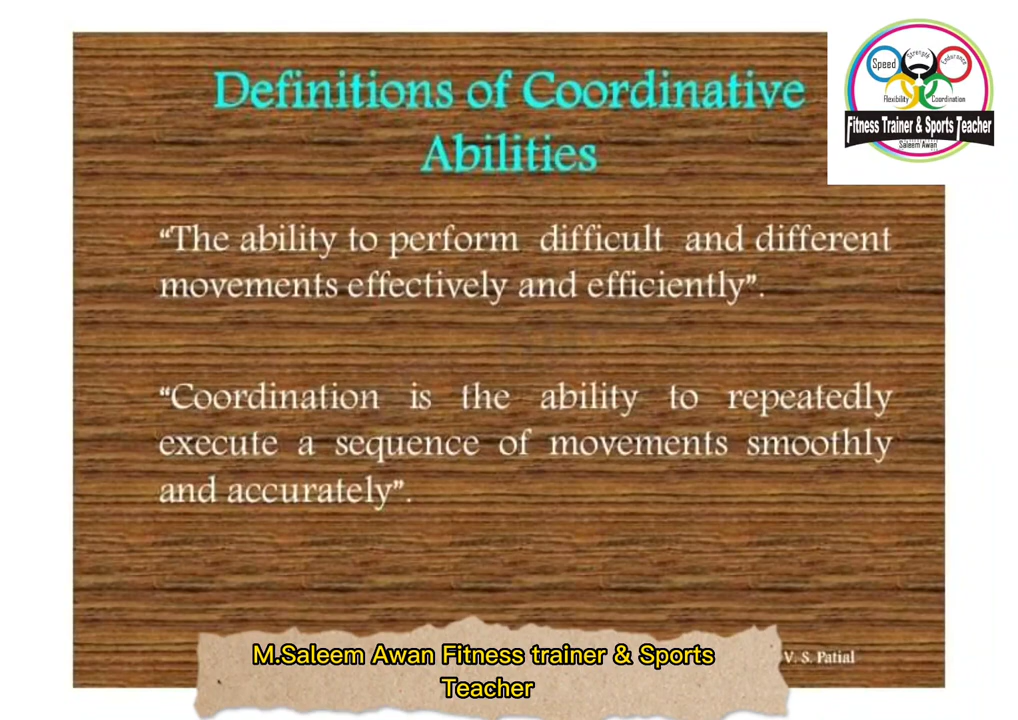 Definitions of Coordinative
Abilities
“The ability to perform difficult and different
movements effectively and efficiently”.
“Coordination is the ability to repeatedly
execute a sequence of movements smoothly
and accurately”.
V. S. Patial
M.Saleem Awan Fitness trainer & Sports
Teacher
Speed
Strength
Endurance
Flexibility
Coordination
Fitness Trainer & Sports Teacher
Saleem Awan